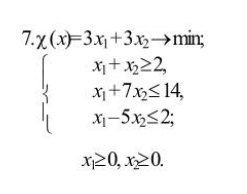 7.χ(x)=3x₁+3x₂→min;
x₁+x₂≥2,
x₁+7x₂≤14,
x₁−5x₂≤2;
x₁≥0, x₂≥0.